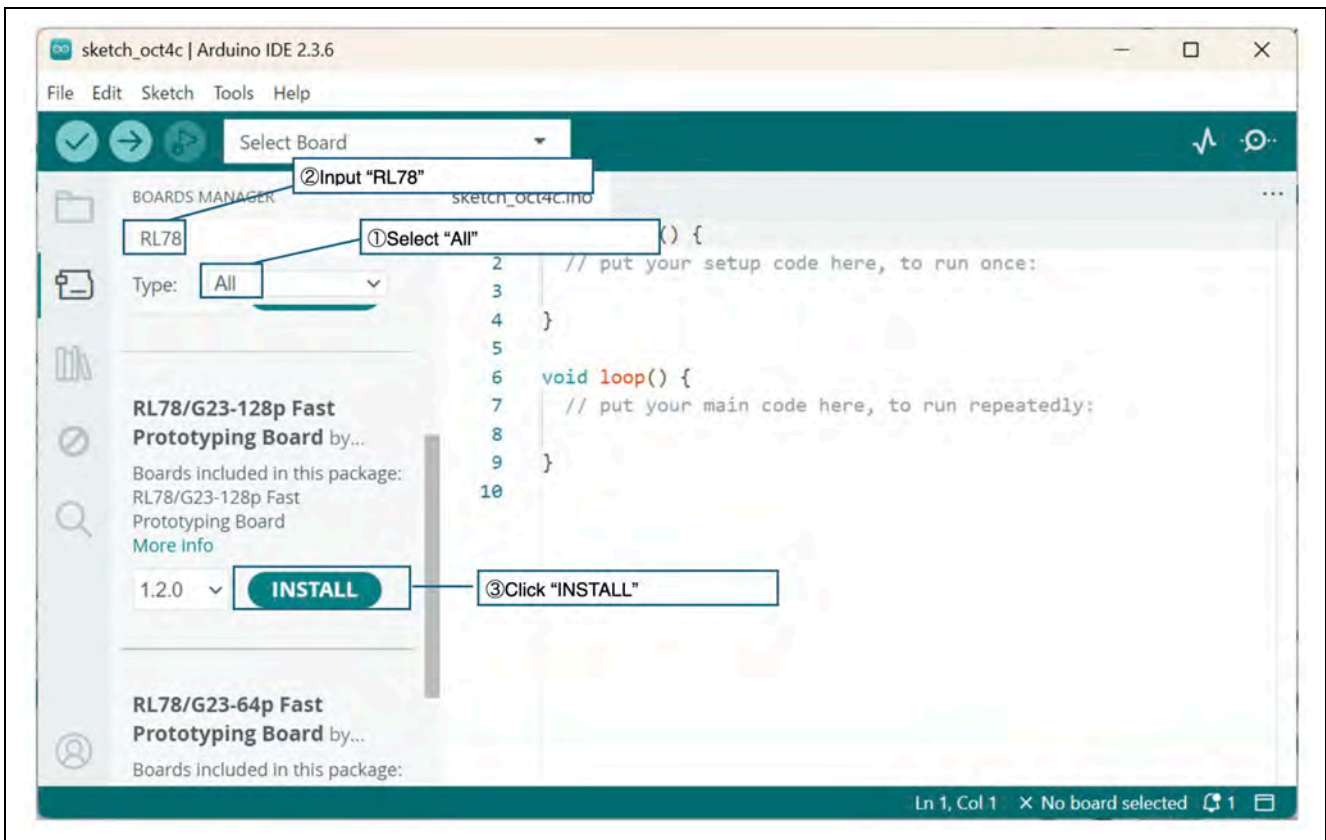 sketch_oct4c | Arduino IDE 2.3.6
File Edit Sketch Tools Help
Select Board
②Input “RL78”
BOARDS MANAGER
sketch_oct4c.ino
RL78
①Select “All”
() {
Type: All
2 // put your setup code here, to run once:
3
4 }
5
6 void loop() {
7 // put your main code here, to run repeatedly:
8
9 }
10
RL78/G23-128p Fast
Prototyping Board by...
Boards included in this package:
RL78/G23-128p Fast
Prototyping Board
More Info
1.2.0 INSTALL
③Click “INSTALL”
RL78/G23-64p Fast
Prototyping Board by...
Boards included in this package:
Ln 1, Col 1 × No board selected 1